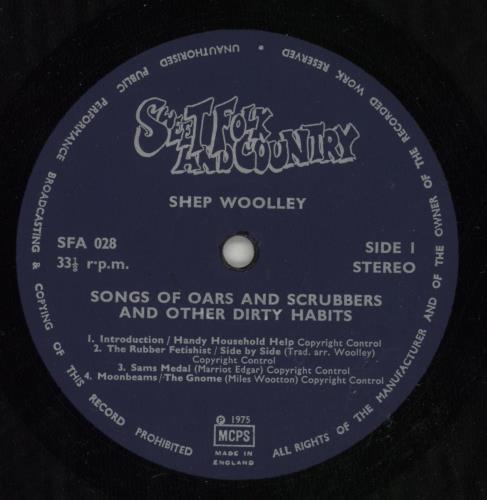 SWEET FOLK
AND COUNTRY
SHEP WOOLLEY
SFA 028
33⅓ r·p.m.
SIDE 1
STEREO
SONGS OF OARS AND SCRUBBERS
AND OTHER DIRTY HABITS
1. Introduction / Handy Household Help Copyright Control
2. The Rubber Fetishist / Side by Side (Trad. arr. Woolley)
Copyright Control
3. Sams Medal (Marriot Edgar) Copyright Control
4. Moonbeams/The Gnome (Miles Wootton) Copyright Control
Ⓟ 1975
MCPS
MADE IN
ENGLAND
ALL RIGHTS OF THE MANUFACTURER AND OF THE OWNER OF THE RECORDED WORK RESERVED • UNAUTHORISED PUBLIC PERFORMANCE BROADCASTING & COPYING OF THIS RECORD PROHIBITED